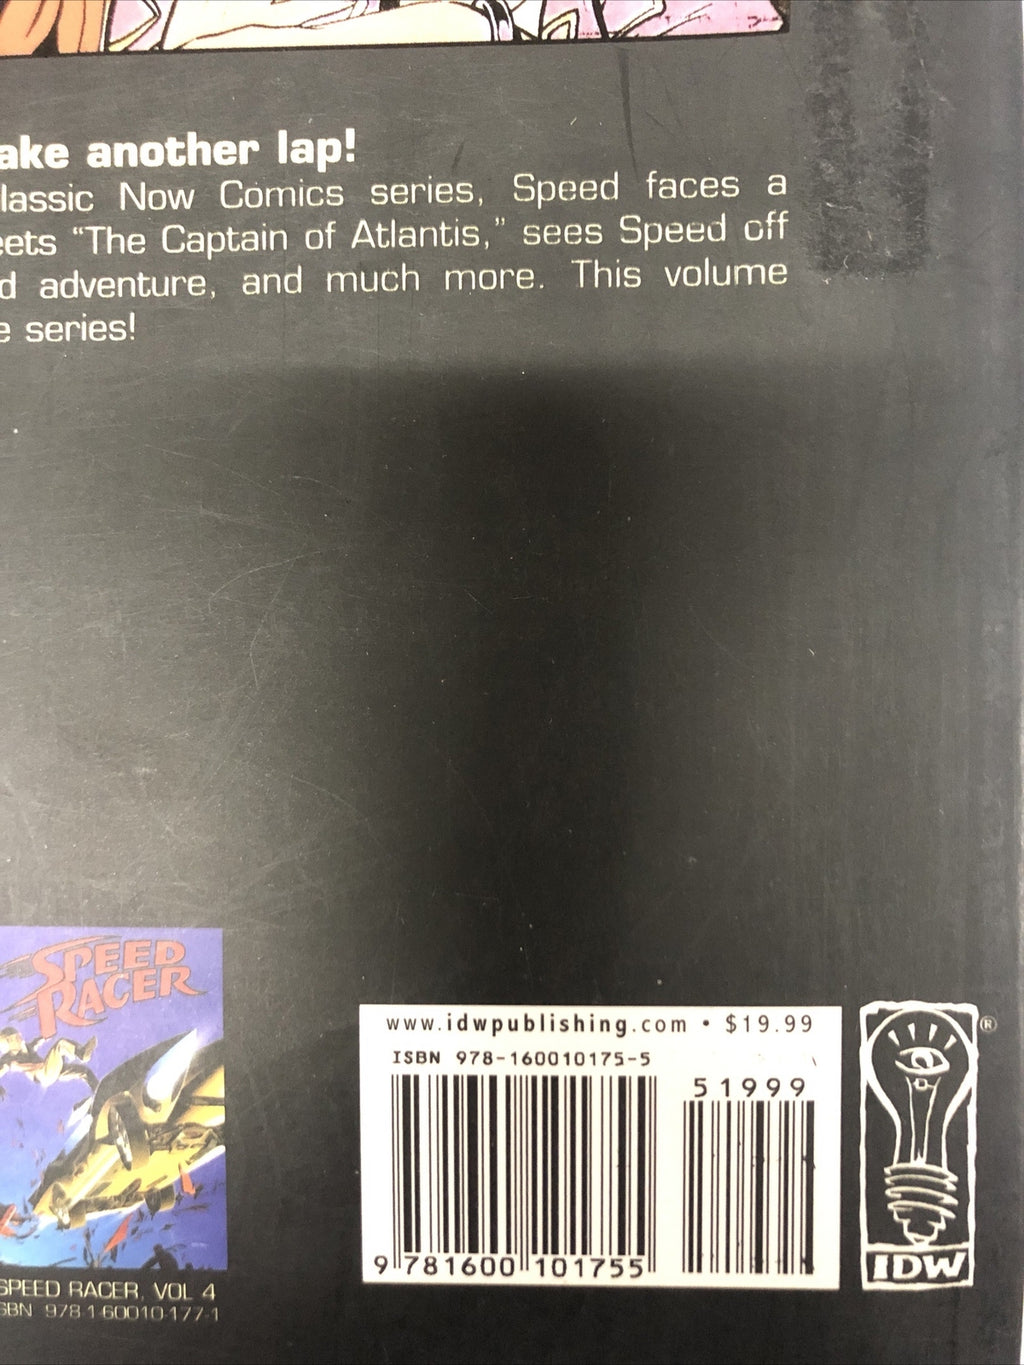 ake another lap!
lassic Now Comics series, Speed faces a
eets “The Captain of Atlantis,” sees Speed off
d adventure, and much more. This volume
e series!
SPEED
RACER
SPEED RACER, VOL 4
SBN 978-1-60010-177-1
www.idwpublishing.com • $19.99
ISBN 978-160010175-5
51999
9 781600 101755
®
IDW